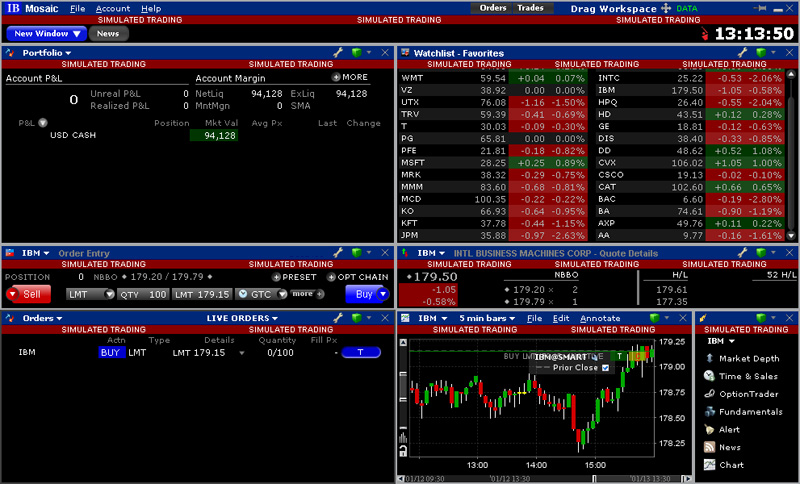 IB Mosaic File Account Help Orders Trades Drag Workspace DATA
SIMULATED TRADING SIMULATED TRADING SIMULATED TRADING
New Window News 13:13:50
Portfolio
SIMULATED TRADING
Account P&L Account Margin MORE
0 Unreal P&L 0 NetLiq 94,128 ExLiq 94,128
Realized P&L 0 MntMgn 0 SMA
P&L Position Mkt Val Avg Px Last Change
USD CASH 94,128
Watchlist - Favorites
SIMULATED TRADING SIMULATED TRADING
WMT 59.54 +0.04 0.07% INTC 25.22 -0.53 -2.06%
VZ 38.92 0.00 0.00% IBM 179.50 -1.05 -0.58%
UTX 76.08 -1.16 -1.50% HPQ 26.40 -0.55 -2.04%
TRV 59.39 -0.41 -0.69% HD 43.51 +0.12 0.28%
T 30.03 -0.09 -0.30% GE 18.81 -0.12 -0.63%
PG 65.81 0.00 0.00% DIS 38.40 -0.33 -0.85%
PFE 21.81 -0.18 -0.82% DD 48.62 +0.52 1.08%
MSFT 28.25 +0.25 0.89% CVX 106.02 +1.05 1.00%
MRK 38.32 -0.29 -0.75% CSCO 19.13 -0.02 -0.10%
MMM 83.60 -0.68 -0.81% CAT 102.60 +0.66 0.65%
MCD 100.35 -0.22 -0.22% BAC 6.60 -0.19 -2.80%
KO 66.93 -0.64 -0.95% BA 74.61 -0.90 -1.19%
KFT 37.78 -0.44 -1.15% AXP 49.76 +0.11 0.22%
JPM 35.88 -0.97 -2.63% AA 9.77 -0.16 -1.61%
IBM Order Entry
SIMULATED TRADING SIMULATED TRADING
POSITION 0 NBBO 179.20 / 179.79 × PRESET OPT CHAIN
Sell LMT QTY 100 LMT 179.15 GTC more Buy
IBM INTL BUSINESS MACHINES CORP - Quote Details
SIMULATED TRADING SIMULATED TRADING
179.50 NBBO H/L 52 H/L
-1.05 179.20 × 2 179.61
-0.58% 179.79 × 1 177.35
Orders LIVE ORDERS
SIMULATED TRADING SIMULATED TRADING
Actn Type Details Quantity Fill Px
IBM BUY LMT LMT 179.15 0/100 - T
IBM 5 min bars File Edit Annotate
SIMULATED TRADING SIMULATED TRADING
BUY LM IBM@SMART IVE T
Prior Close
179.25
179.00
178.75
178.50
178.25
13:00 14:00 15:00
01/12 09:30 01/12 13:30 01/13 13:30
SIMULATED TRADING
IBM
Market Depth
Time & Sales
OptionTrader
Fundamentals
Alert
News
Chart